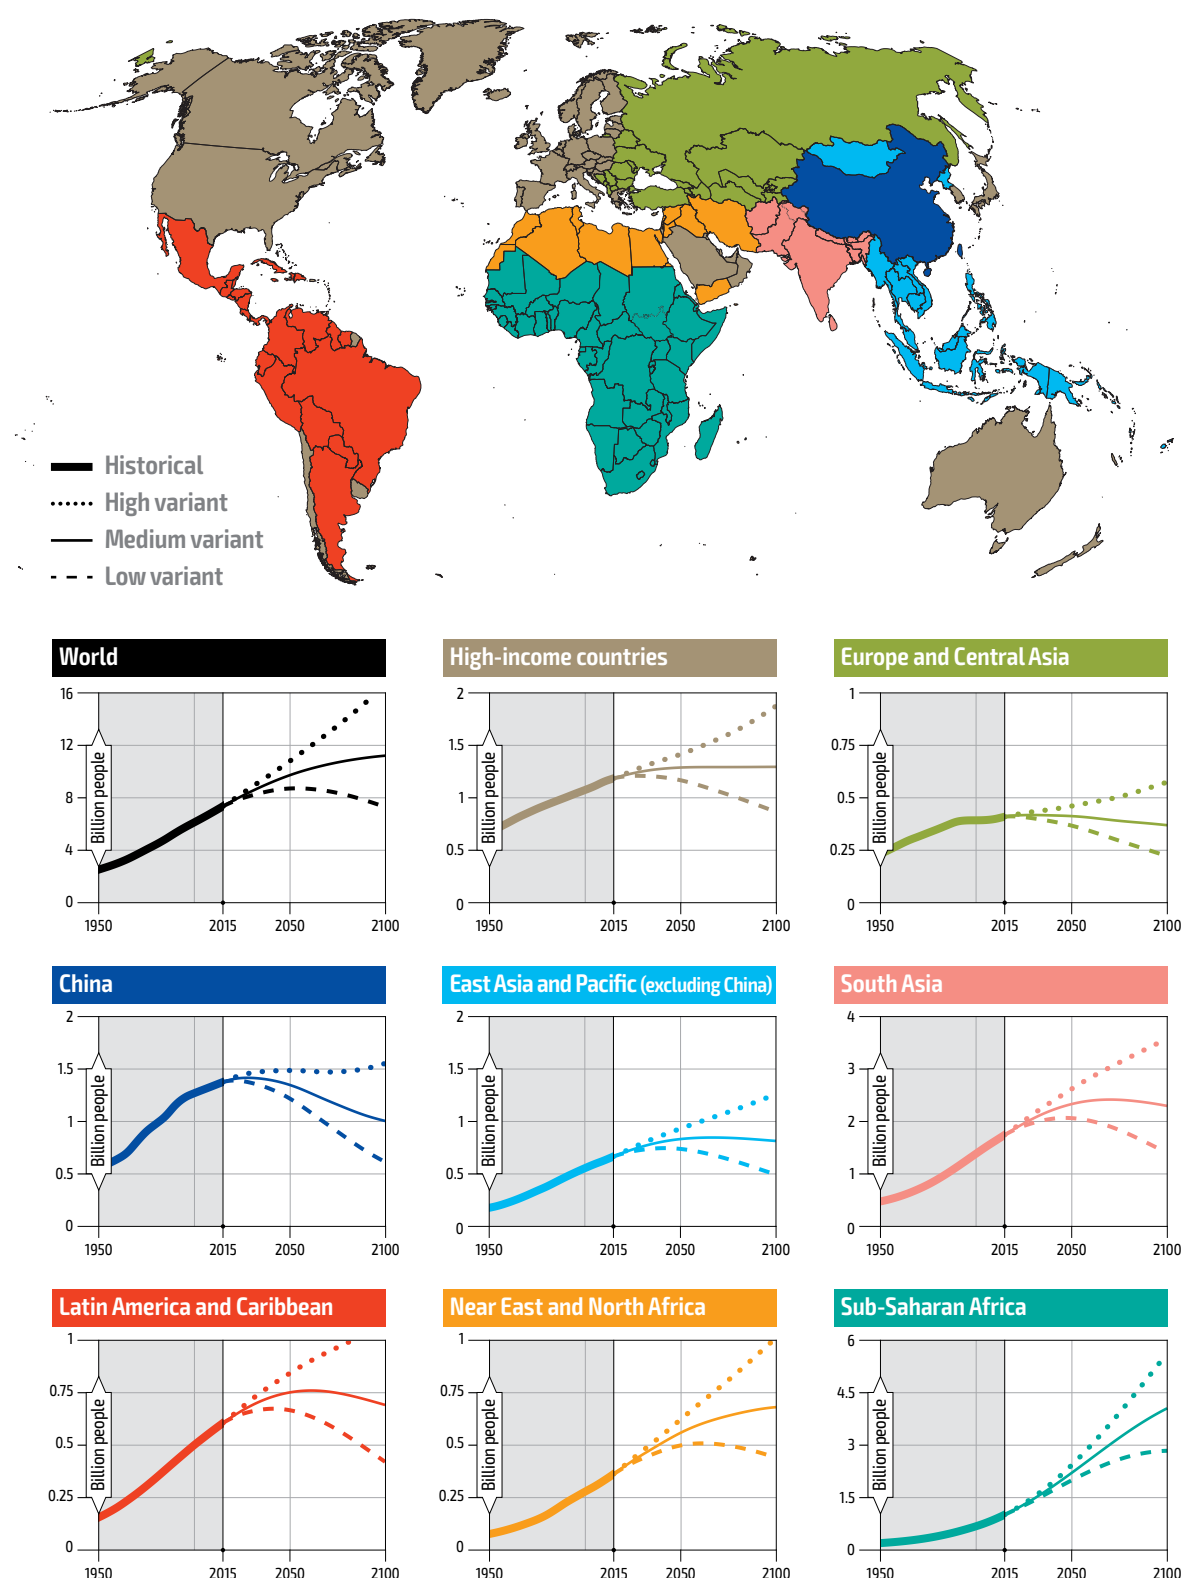 Historical
High variant
Medium variant
Low variant
World
16
12
8
4
0
Billion people
1950 2015 2050 2100
High-income countries
2
1.5
1
0.5
0
Billion people
1950 2015 2050 2100
Europe and Central Asia
1
0.75
0.5
0.25
0
Billion people
1950 2015 2050 2100
China
2
1.5
1
0.5
0
Billion people
1950 2015 2050 2100
East Asia and Pacific (excluding China)
2
1.5
1
0.5
0
Billion people
1950 2015 2050 2100
South Asia
4
3
2
1
0
Billion people
1950 2015 2050 2100
Latin America and Caribbean
1
0.75
0.5
0.25
0
Billion people
1950 2015 2050 2100
Near East and North Africa
1
0.75
0.5
0.25
0
Billion people
1950 2015 2050 2100
Sub-Saharan Africa
6
4.5
3
1.5
0
Billion people
1950 2015 2050 2100